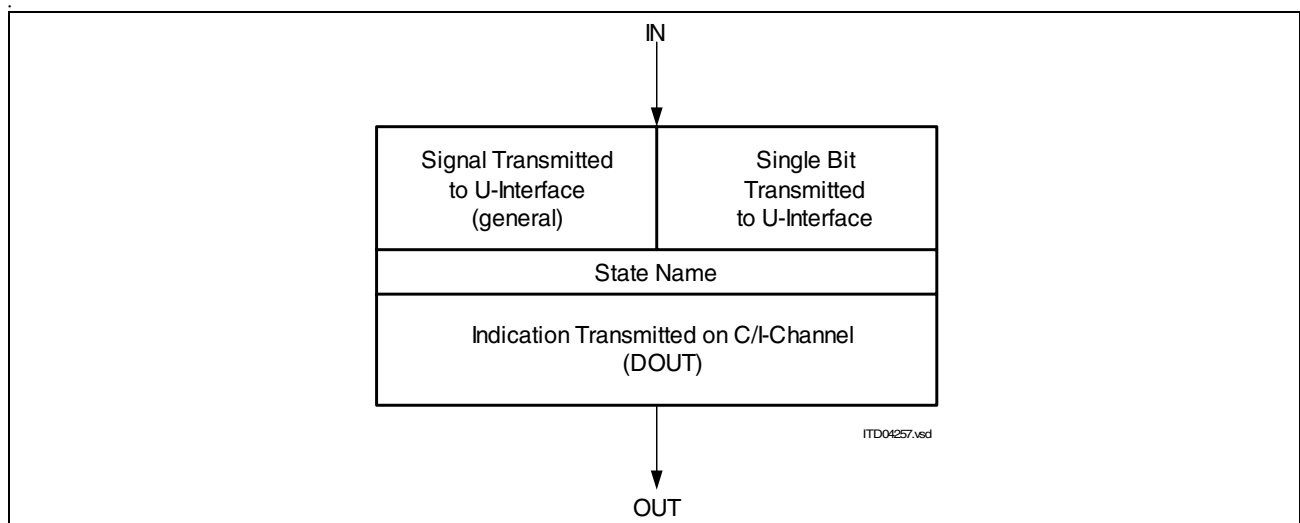 .
IN
Signal Transmitted
to U-Interface
(general)
Single Bit
Transmitted
to U-Interface
State Name
Indication Transmitted on C/I-Channel
(DOUT)
ITD04257.vsd
OUT